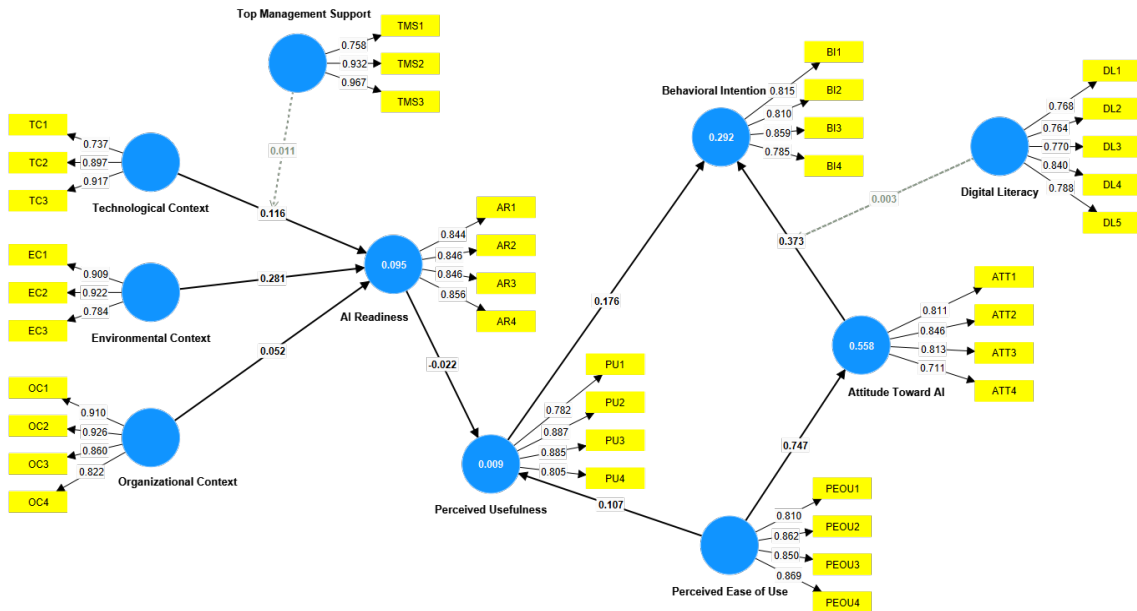 Top Management Support
TMS1
0.758
TMS2
0.932
TMS3
0.967
0.011
TC1
0.737
TC2
0.897
TC3
0.917
Technological Context
0.116
EC1
0.909
EC2
0.922
EC3
0.784
Environmental Context
0.281
OC1
0.910
OC2
0.926
OC3
0.860
OC4
0.822
Organizational Context
0.052
0.095
AI Readiness
AR1
0.844
AR2
0.846
AR3
0.846
AR4
0.856
-0.022
0.009
Perceived Usefulness
PU1
0.782
PU2
0.887
PU3
0.885
PU4
0.805
0.176
0.107
Behavioral Intention
0.292
BI1
0.815
BI2
0.810
BI3
0.859
BI4
0.785
0.373
0.003
Digital Literacy
DL1
0.768
DL2
0.764
DL3
0.770
DL4
0.840
DL5
0.788
0.558
Attitude Toward AI
ATT1
0.811
ATT2
0.846
ATT3
0.813
ATT4
0.711
0.747
Perceived Ease of Use
PEOU1
0.810
PEOU2
0.862
PEOU3
0.850
PEOU4
0.869